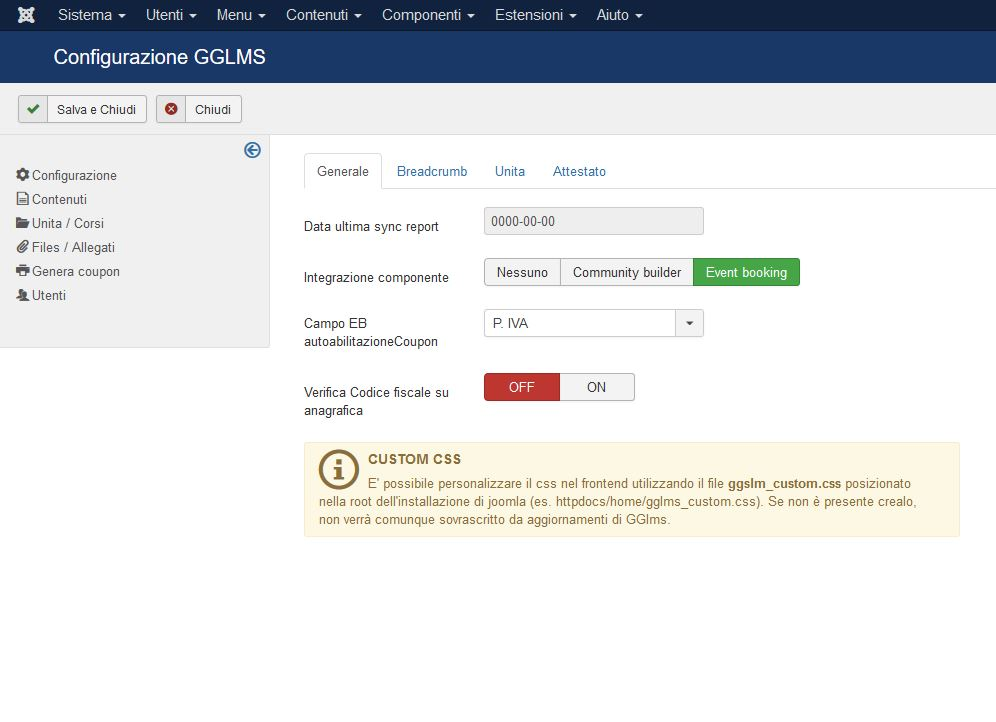 Sistema Utenti Menu Contenuti Componenti Estensioni Aiuto
Configurazione GGLMS
Salva e Chiudi Chiudi
Configurazione
Contenuti
Unita / Corsi
Files / Allegati
Genera coupon
Utenti
Generale Breadcrumb Unita Attestato
Data ultima sync report 0000-00-00
Integrazione componente Nessuno Community builder Event booking
Campo EB
autoabilitazioneCoupon
P. IVA
Verifica Codice fiscale su
anagrafica
OFF ON
CUSTOM CSS
E' possibile personalizzare il css nel frontend utilizzando il file ggslm_custom.css posizionato
nella root dell'installazione di joomla (es. httpdocs/home/gglms_custom.css). Se non è presente crealo,
non verrà comunque sovrascritto da aggiornamenti di GGlms.